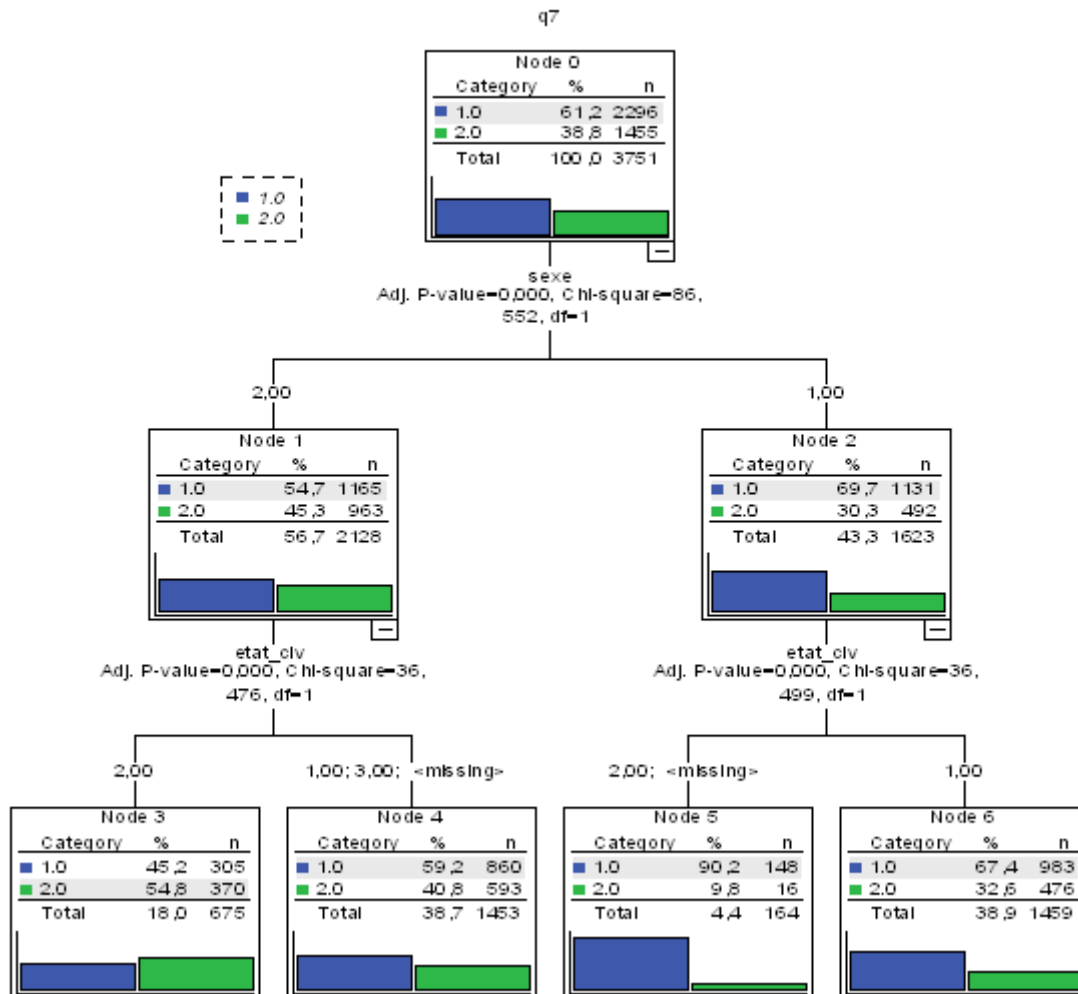 q7
Node 0
Category % n
1.0 61,2 2296
2.0 38,8 1455
Total 100,0 3751
1.0
2.0
sexe
Adj. P-value=0,000, Chi-square=86,
552, df=1
2,00
1,00
Node 1
Category % n
1.0 54,7 1165
2.0 45,3 963
Total 56,7 2128
Node 2
Category % n
1.0 69,7 1131
2.0 30,3 492
Total 43,3 1623
etat_civ
Adj. P-value=0,000, Chi-square=36,
476, df=1
etat_civ
Adj. P-value=0,000, Chi-square=36,
499, df=1
2,00
1,00; 3,00; <missing>
2,00; <missing>
1,00
Node 3
Category % n
1.0 45,2 305
2.0 54,8 370
Total 18,0 675
Node 4
Category % n
1.0 59,2 860
2.0 40,8 593
Total 38,7 1453
Node 5
Category % n
1.0 90,2 148
2.0 9,8 16
Total 4,4 164
Node 6
Category % n
1.0 67,4 983
2.0 32,6 476
Total 38,9 1459